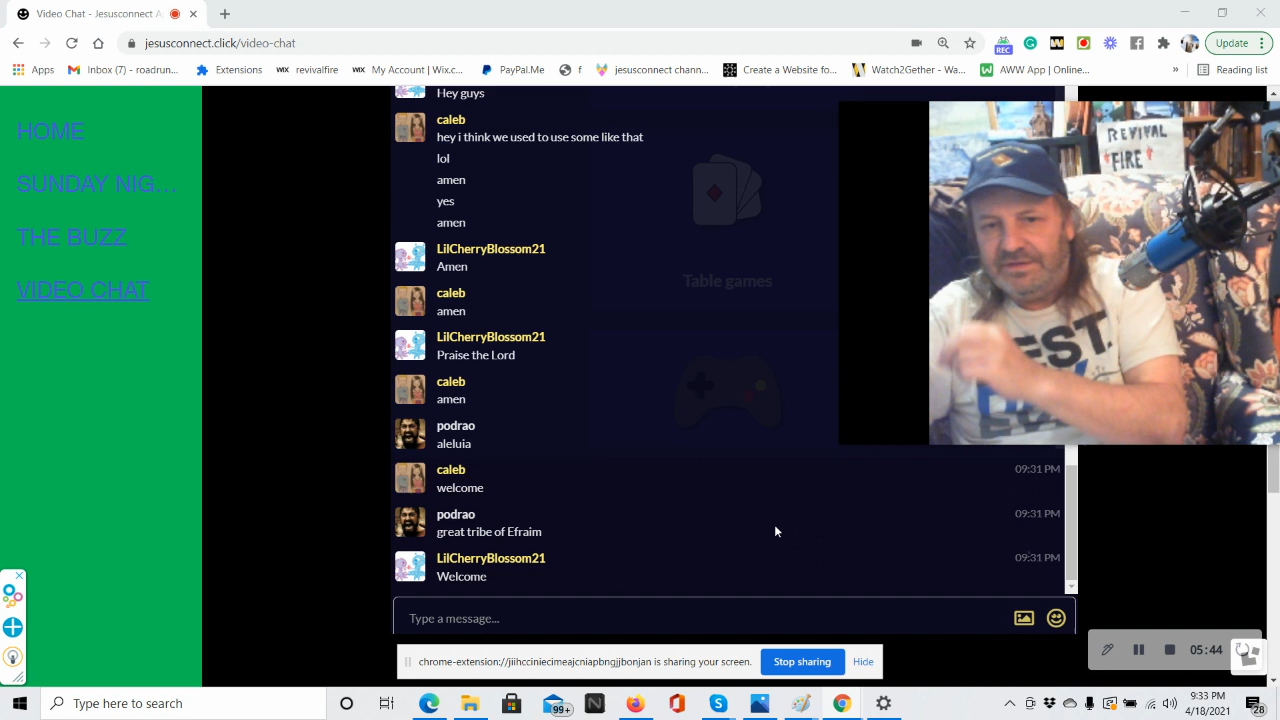 Video Chat - Jesusconnect A
jesusconnect.click/video-chat
REC
Update
Apps
Inbox (7) - roadrun...
Extensions
revivalfire
WIX
My Account | Wixc...
PayPal.Me
f
jesusconnect chann...
Create a Website fo...
Watch2Gether - Wa...
AWW App | Online...
»
Reading list
HOME
SUNDAY NIG...
THE BUZZ
VIDEO CHAT
Hey guys
caleb
hey i think we used to use some like that
lol
amen
yes
amen
LilCherryBlossom21
Amen
caleb
amen
LilCherryBlossom21
Praise the Lord
caleb
amen
podrao
aleluia
caleb
09:31 PM
welcome
podrao
09:31 PM
great tribe of Efraim
LilCherryBlossom21
09:31 PM
Welcome
Type a message...
Table games
REVIVAL
FIRE
chrome-extension://jiihcciniecimeajcniapbngjjbonjan is sharing your screen.
Stop sharing
Hide
05:44
Type here to search
99+
9:33 PM
4/18/2021
28